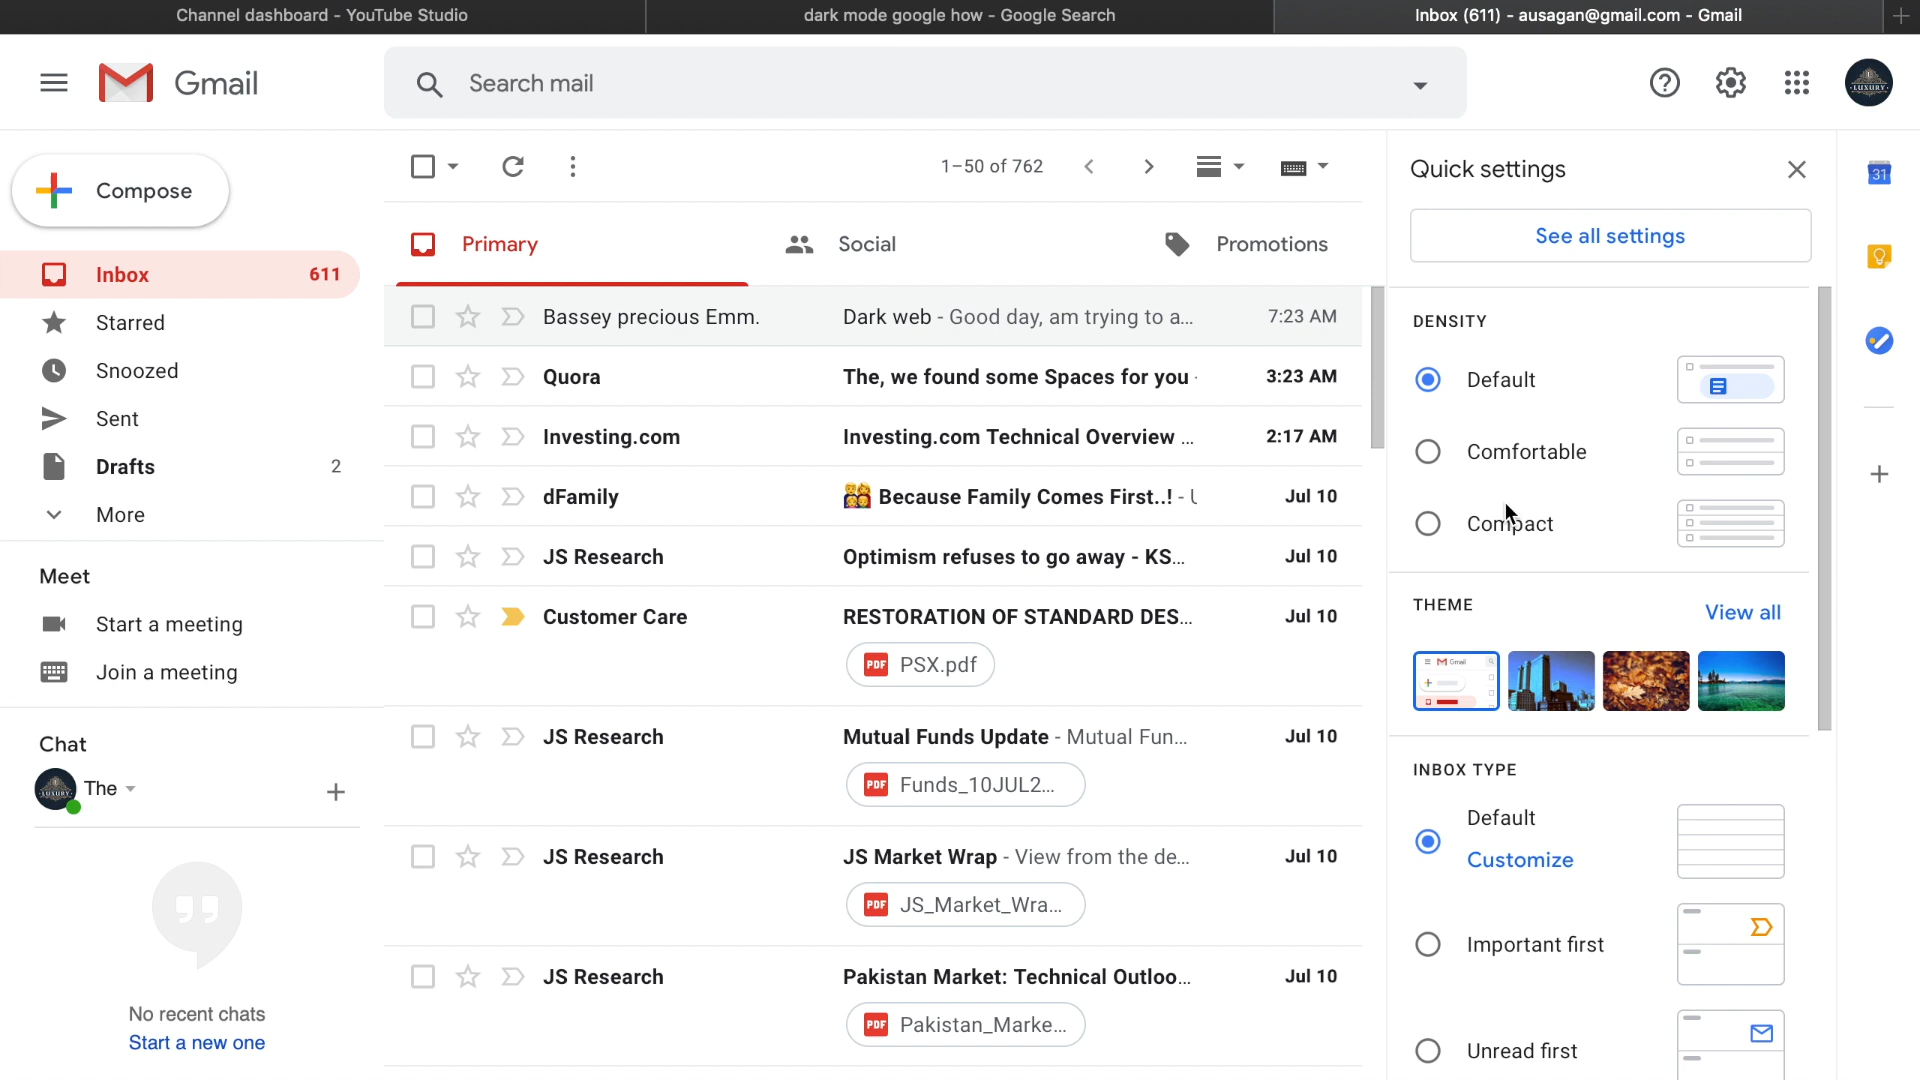 Channel dashboard - YouTube Studio
dark mode google how - Google Search
Inbox (611) - ausagan@gmail.com - Gmail
Gmail
Search mail
LUXURY
Compose
Inbox 611
Starred
Snoozed
Sent
Drafts 2
More
Meet
Start a meeting
Join a meeting
Chat
LUXURY
The
No recent chats
Start a new one
1–50 of 762
Primary
Social
Promotions
Bassey precious Emm. Dark web - Good day, am trying to a... 7:23 AM
Quora The, we found some Spaces for you - 3:23 AM
Investing.com Investing.com Technical Overview ... 2:17 AM
dFamily 👨‍👩‍👧‍👦 Because Family Comes First..! - Jul 10
JS Research Optimism refuses to go away - KS... Jul 10
Customer Care RESTORATION OF STANDARD DES... Jul 10
PDF PSX.pdf
JS Research Mutual Funds Update - Mutual Fun... Jul 10
PDF Funds_10JUL2...
JS Research JS Market Wrap - View from the de... Jul 10
PDF JS_Market_Wra...
JS Research Pakistan Market: Technical Outloo... Jul 10
PDF Pakistan_Marke...
Quick settings
See all settings
DENSITY
Default
Comfortable
Compact
THEME
View all
Gmail
INBOX TYPE
Default
Customize
Important first
Unread first
31